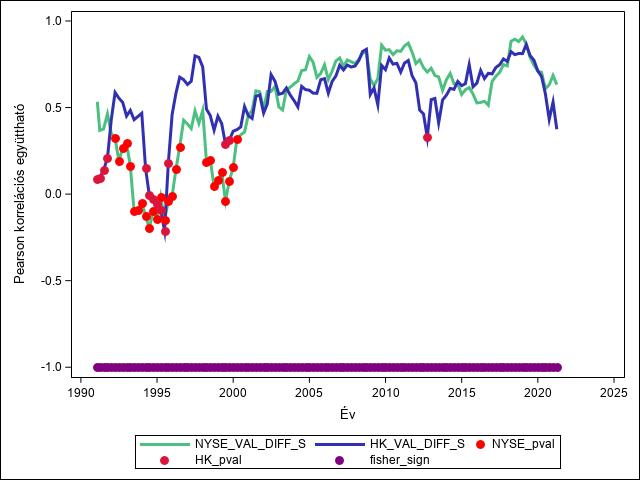 1.0
0.5
0.0
-0.5
-1.0
Pearson korrelációs együttható
1990 1995 2000 2005 2010 2015 2020 2025
Év
NYSE_VAL_DIFF_S HK_VAL_DIFF_S NYSE_pval
HK_pval fisher_sign